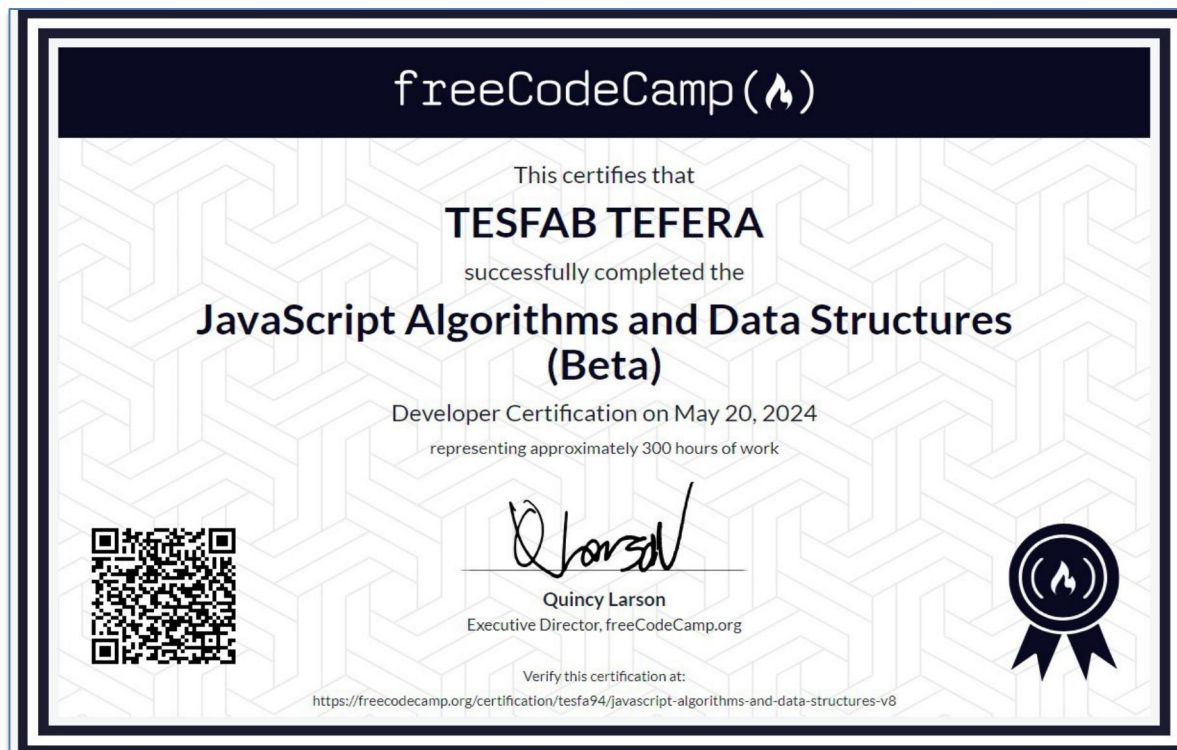 freeCodeCamp
This certifies that
TESFAB TEFERA
successfully completed the
JavaScript Algorithms and Data Structures
(Beta)
Developer Certification on May 20, 2024
representing approximately 300 hours of work
Q Larson
Quincy Larson
Executive Director, freeCodeCamp.org
Verify this certification at:
https://freecodecamp.org/certification/tesfa94/javascript-algorithms-and-data-structures-v8